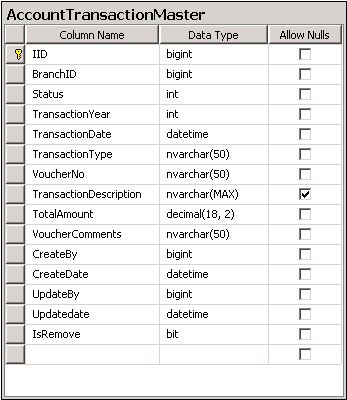 AccountTransactionMaster
Column Name Data Type Allow Nulls
IID bigint
BranchID bigint
Status int
TransactionYear int
TransactionDate datetime
TransactionType nvarchar(50)
VoucherNo nvarchar(50)
TransactionDescription nvarchar(MAX)
TotalAmount decimal(18, 2)
VoucherComments nvarchar(50)
CreateBy bigint
CreateDate datetime
UpdateBy bigint
Updatedate datetime
IsRemove bit